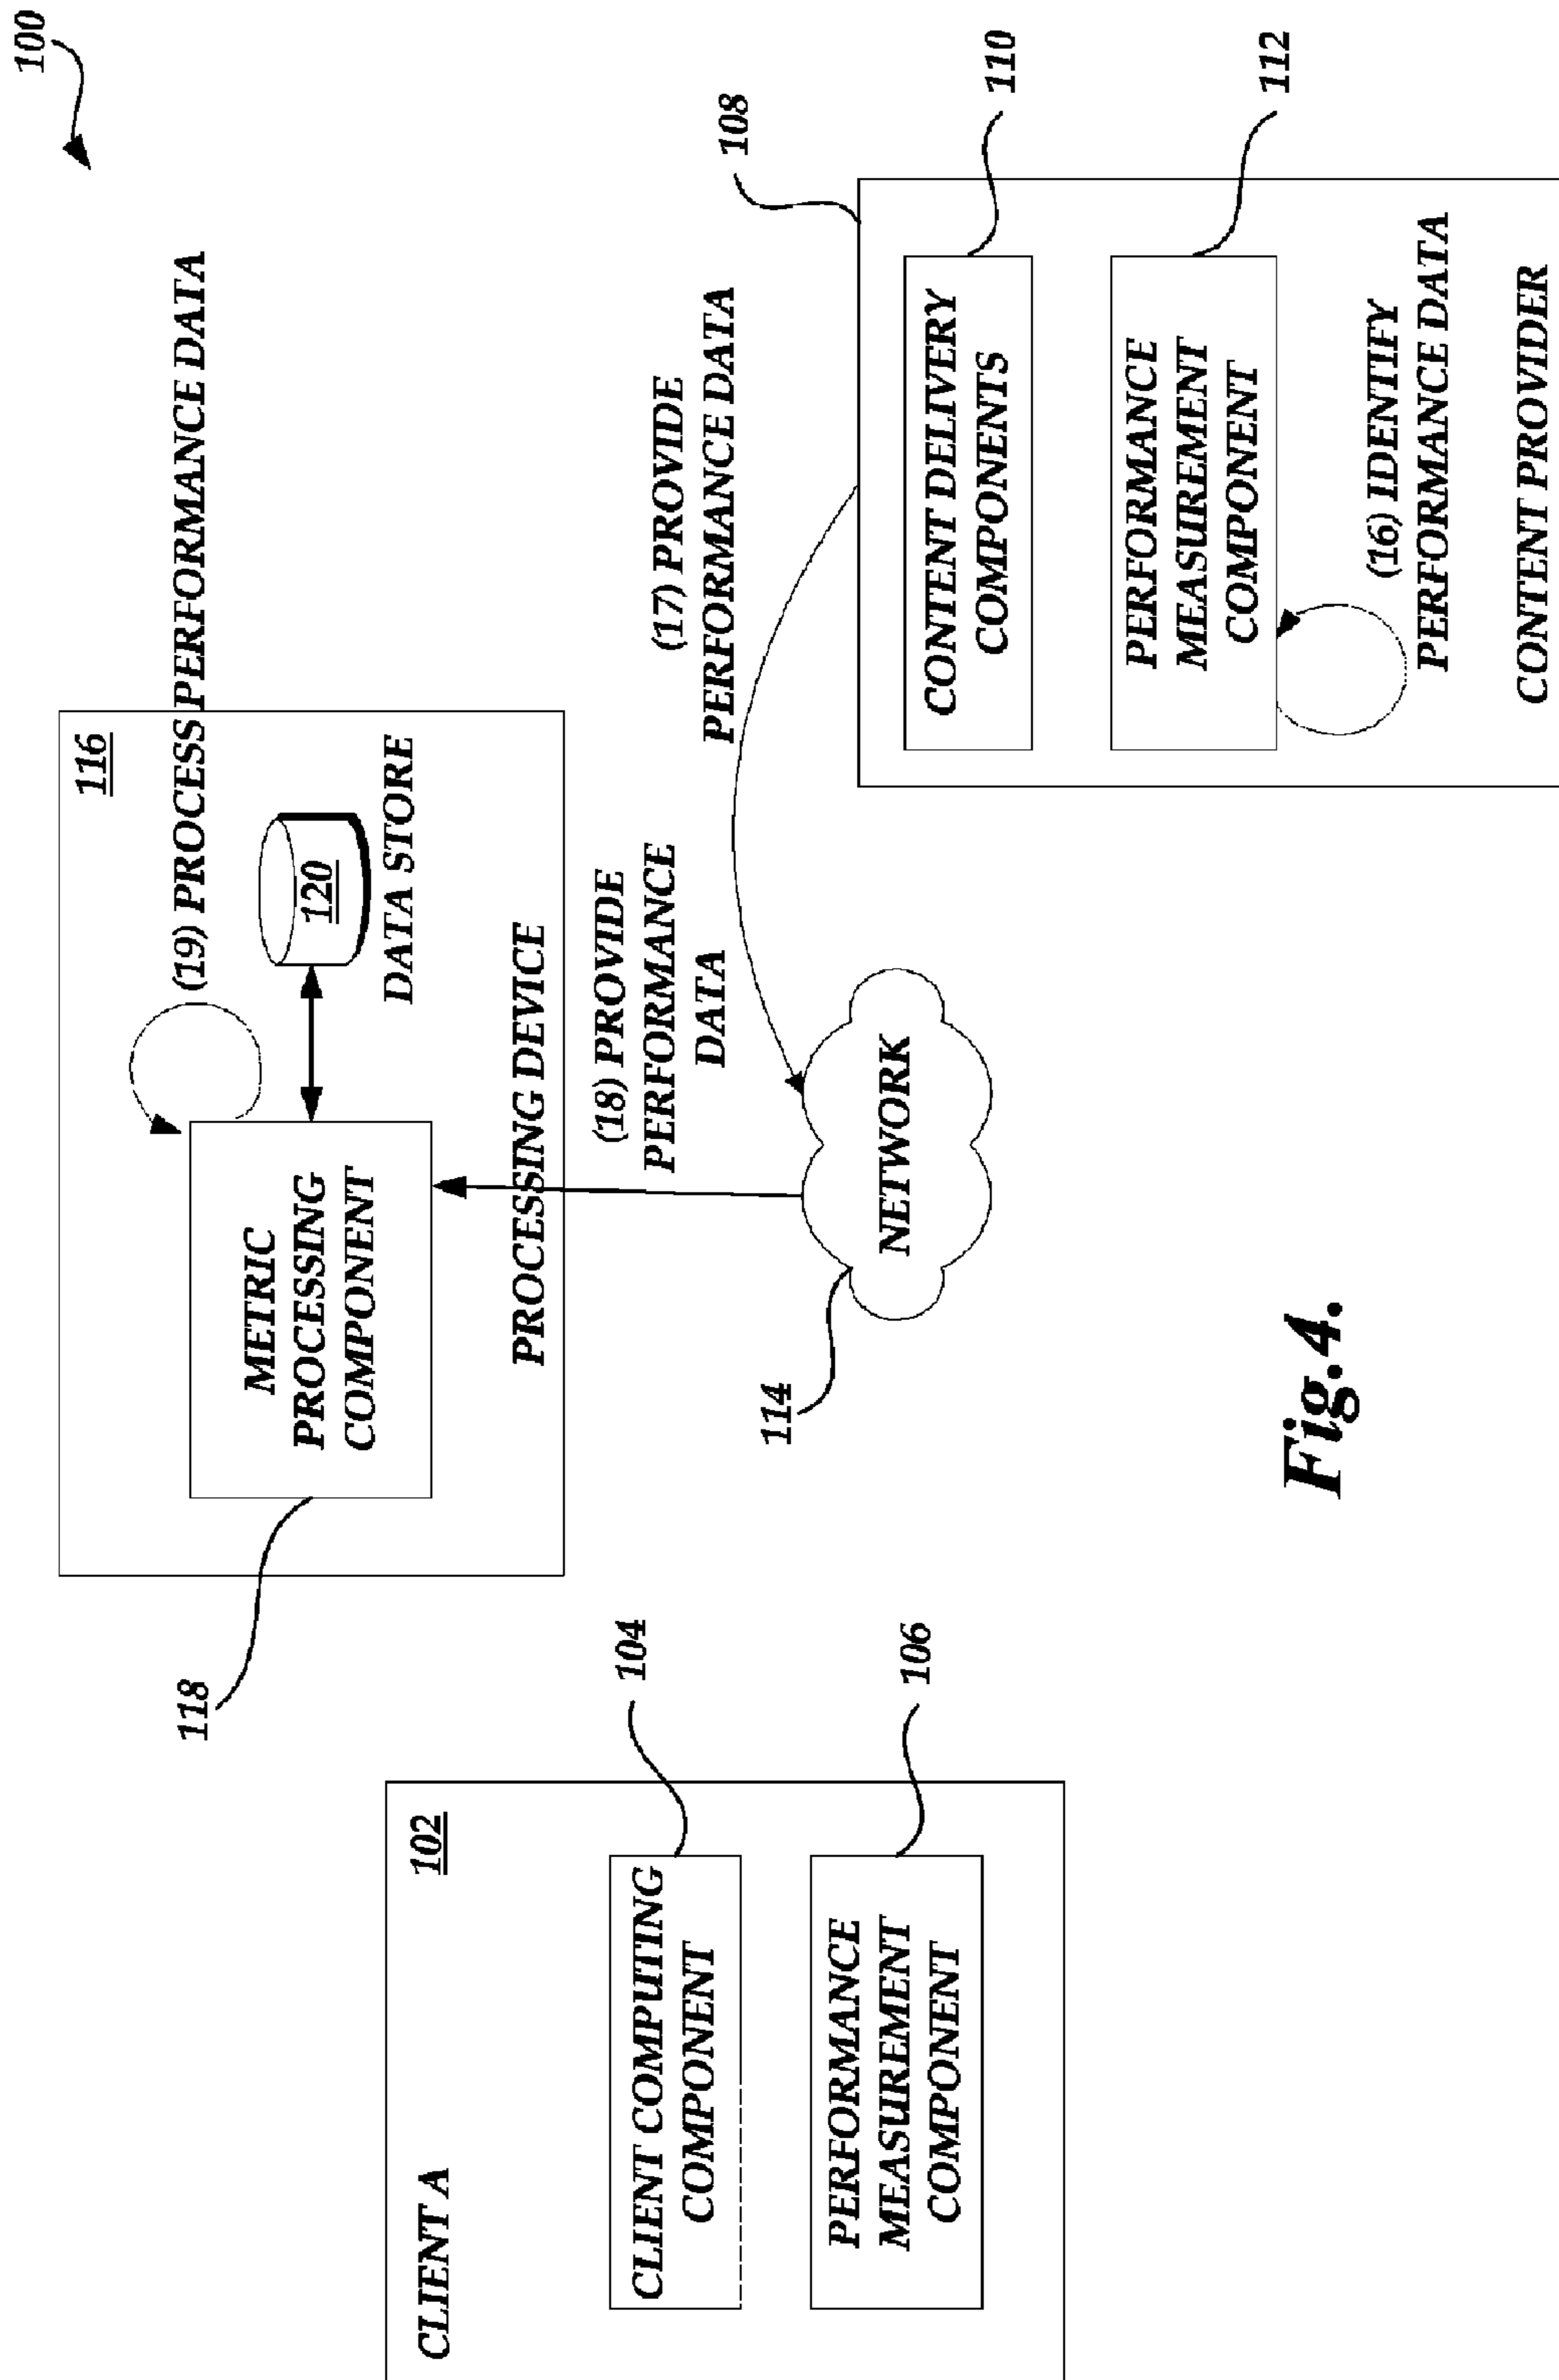 100
116
(19) PROCESS PERFORMANCE DATA
METRIC
PROCESSING
COMPONENT
120
DATA STORE
PROCESSING DEVICE
118
(18) PROVIDE
PERFORMANCE
DATA
(17) PROVIDE
PERFORMANCE DATA
CLIENT A
102
CLIENT COMPUTING
COMPONENT
104
PERFORMANCE
MEASUREMENT
COMPONENT
106
NETWORK
114
108
CONTENT DELIVERY
COMPONENTS
110
PERFORMANCE
MEASUREMENT
COMPONENT
112
(16) IDENTIFY
PERFORMANCE DATA
CONTENT PROVIDER
Fig.4.